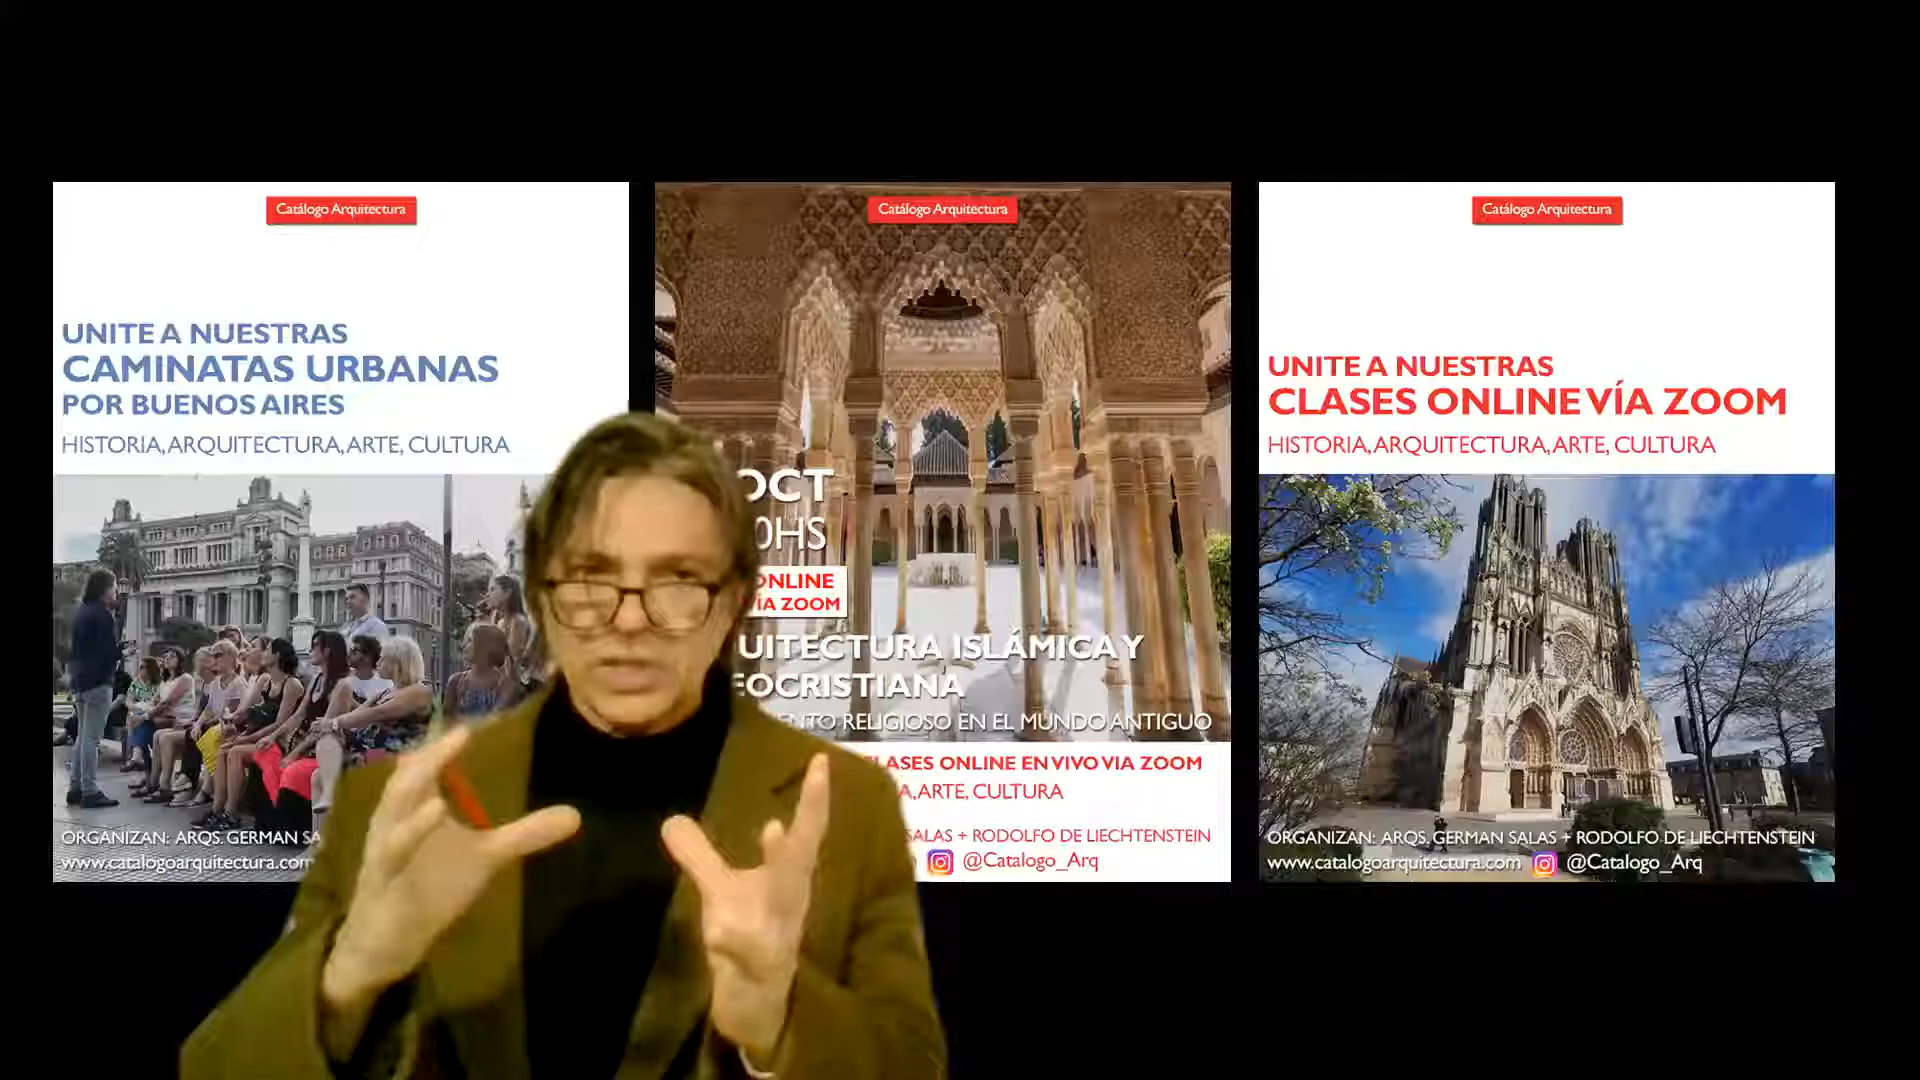 Catálogo Arquitectura
UNITE A NUESTRAS
CAMINATAS URBANAS
POR BUENOS AIRES
HISTORIA, ARQUITECTURA, ARTE, CULTURA
ORGANIZAN: ARQS. GERMAN SA
www.catalogoarquitectura.com
Catálogo Arquitectura
OCT
0HS
ONLINE
VÍA ZOOM
UITECTURA ISLÁMICA Y
EOCRISTIANA
ENTO RELIGIOSO EN EL MUNDO ANTIGUO
CLASES ONLINE EN VIVO VIA ZOOM
A, ARTE, CULTURA
SALAS + RODOLFO DE LIECHTENSTEIN
@Catalogo_Arq
Catálogo Arquitectura
UNITE A NUESTRAS
CLASES ONLINE VÍA ZOOM
HISTORIA, ARQUITECTURA, ARTE, CULTURA
ORGANIZAN: ARQS. GERMAN SALAS + RODOLFO DE LIECHTENSTEIN
www.catalogoarquitectura.com @Catalogo_Arq